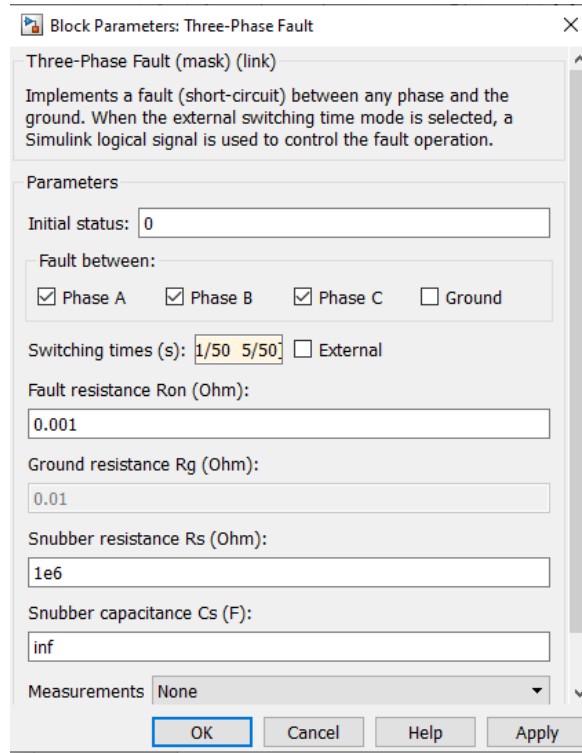 Block Parameters: Three-Phase Fault
Three-Phase Fault (mask) (link)
Implements a fault (short-circuit) between any phase and the
ground. When the external switching time mode is selected, a
Simulink logical signal is used to control the fault operation.
Parameters
Initial status: 0
Fault between:
Phase A Phase B Phase C Ground
Switching times (s): 1/50 5/50] External
Fault resistance Ron (Ohm):
0.001
Ground resistance Rg (Ohm):
0.01
Snubber resistance Rs (Ohm):
1e6
Snubber capacitance Cs (F):
inf
Measurements None
OK Cancel Help Apply